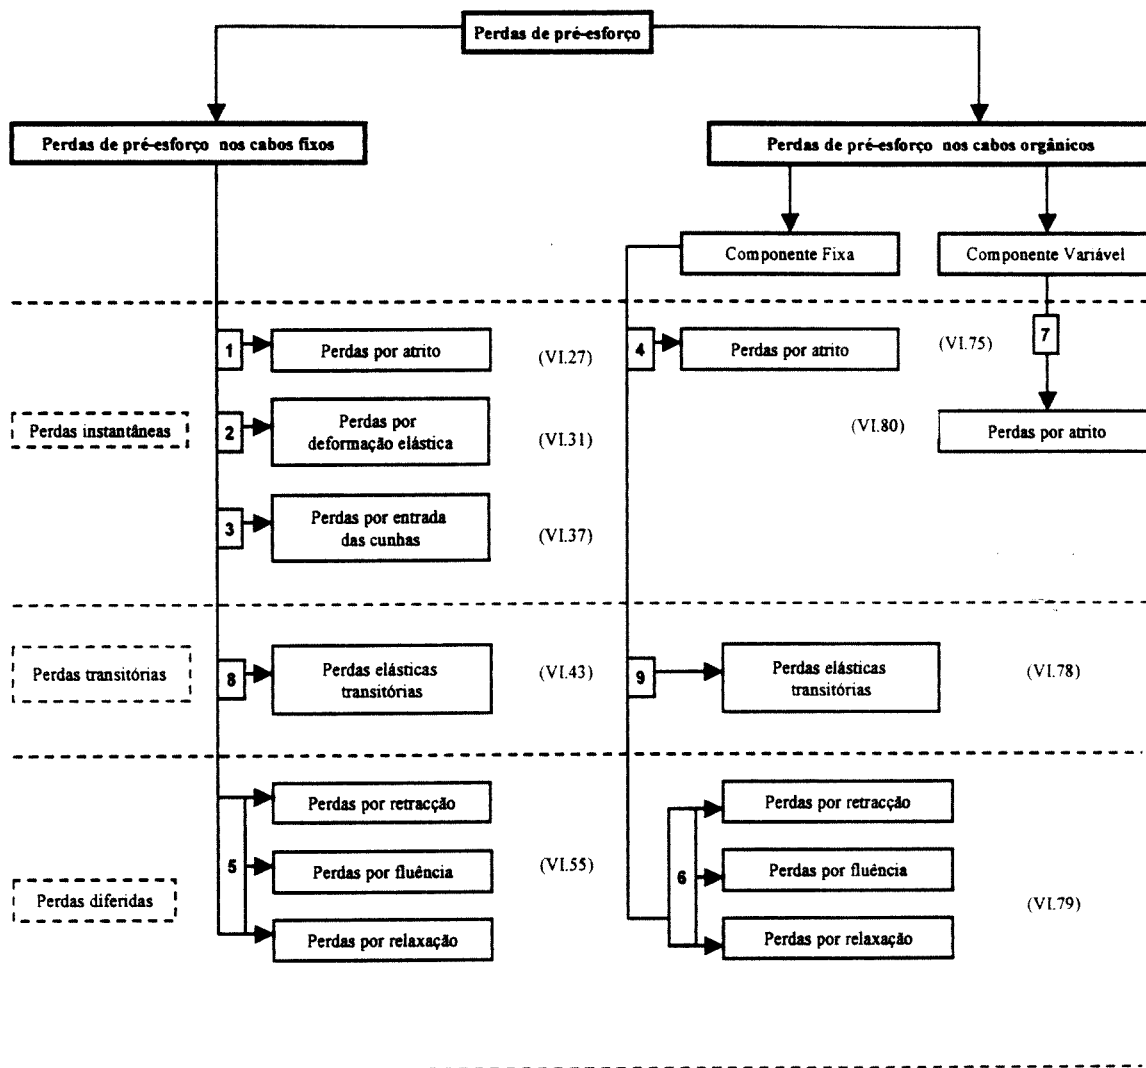 Perdas de pré-esforço
Perdas de pré-esforço nos cabos fixos
Perdas de pré-esforço nos cabos orgânicos
Componente Fixa
Componente Variável
1
Perdas por atrito
(VI.27)
4
Perdas por atrito
(VI.75)
7
Perdas instantâneas
2
Perdas por
deformação elástica
(VI.31)
(VI.80)
Perdas por atrito
3
Perdas por entrada
das cunhas
(VI.37)
Perdas transitórias
8
Perdas elásticas
transitórias
(VI.43)
9
Perdas elásticas
transitórias
(VI.78)
Perdas diferidas
5
Perdas por retracção
Perdas por fluência
Perdas por relaxação
(VI.55)
6
Perdas por retracção
Perdas por fluência
Perdas por relaxação
(VI.79)